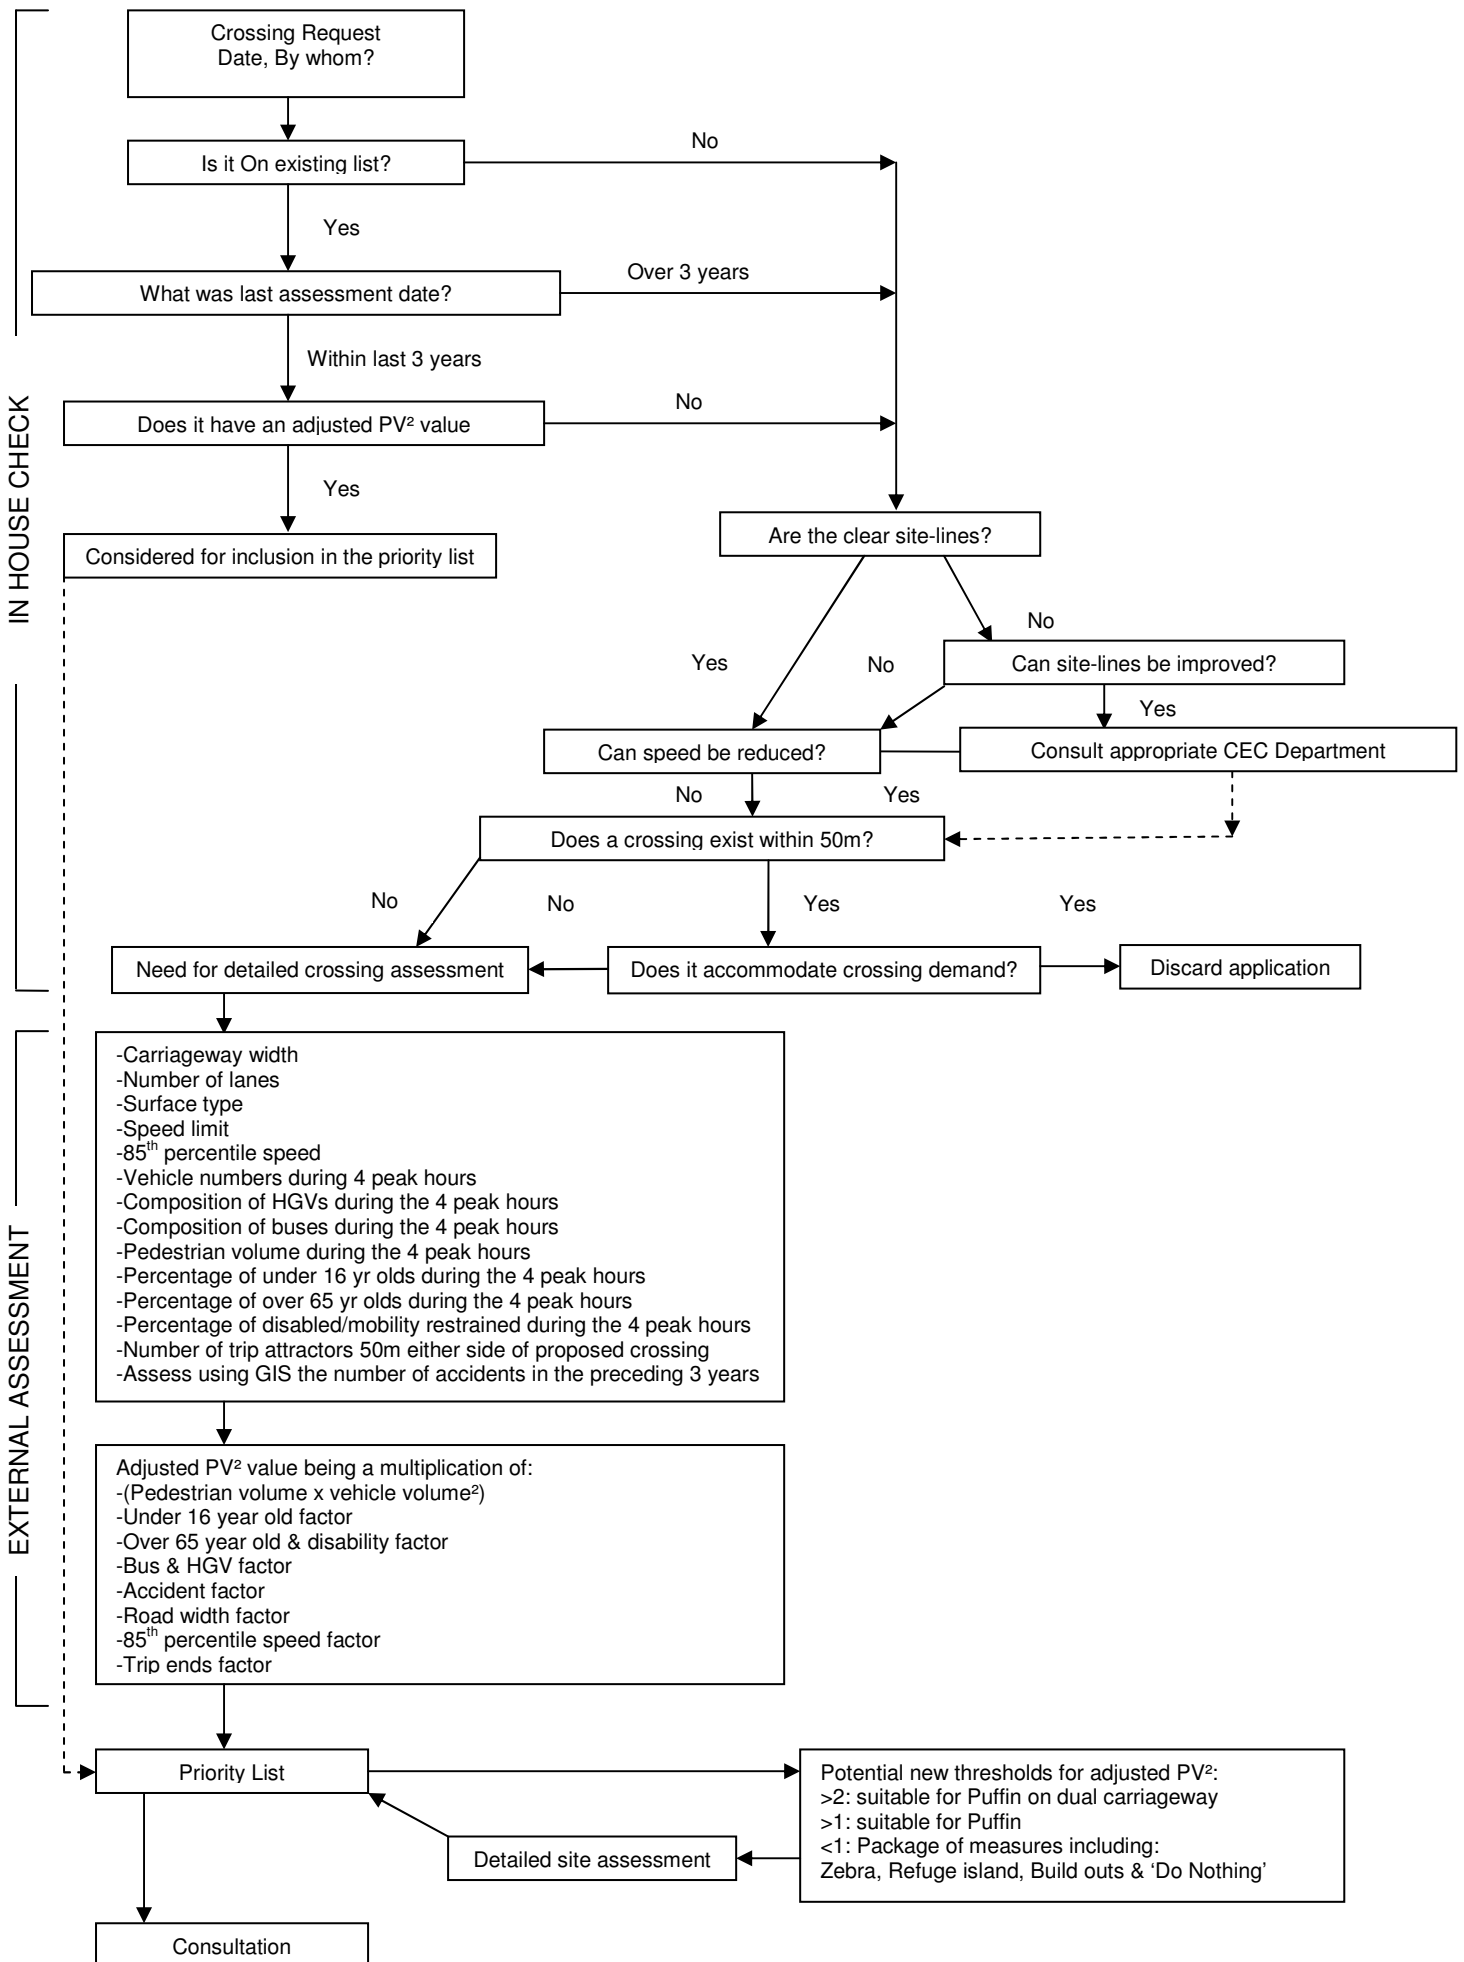 Crossing Request
Date, By whom?
No
Is it On existing list?
Yes
Over 3 years
What was last assessment date?
Within last 3 years
No
Does it have an adjusted PV² value
Yes
IN HOUSE CHECK
Are the clear site-lines?
Considered for inclusion in the priority list
No
Yes
No
Can site-lines be improved?
Yes
Can speed be reduced?
Consult appropriate CEC Department
No
Yes
Does a crossing exist within 50m?
No
No
Yes
Yes
Need for detailed crossing assessment
Does it accommodate crossing demand?
Discard application
EXTERNAL ASSESSMENT
-Carriageway width
-Number of lanes
-Surface type
-Speed limit
-85th percentile speed
-Vehicle numbers during 4 peak hours
-Composition of HGVs during the 4 peak hours
-Composition of buses during the 4 peak hours
-Pedestrian volume during the 4 peak hours
-Percentage of under 16 yr olds during the 4 peak hours
-Percentage of over 65 yr olds during the 4 peak hours
-Percentage of disabled/mobility restrained during the 4 peak hours
-Number of trip attractors 50m either side of proposed crossing
-Assess using GIS the number of accidents in the preceding 3 years
Adjusted PV² value being a multiplication of:
-(Pedestrian volume x vehicle volume²)
-Under 16 year old factor
-Over 65 year old & disability factor
-Bus & HGV factor
-Accident factor
-Road width factor
-85th percentile speed factor
-Trip ends factor
Priority List
Potential new thresholds for adjusted PV²:
>2: suitable for Puffin on dual carriageway
>1: suitable for Puffin
<1: Package of measures including:
Zebra, Refuge island, Build outs & ‘Do Nothing’
Detailed site assessment
Consultation